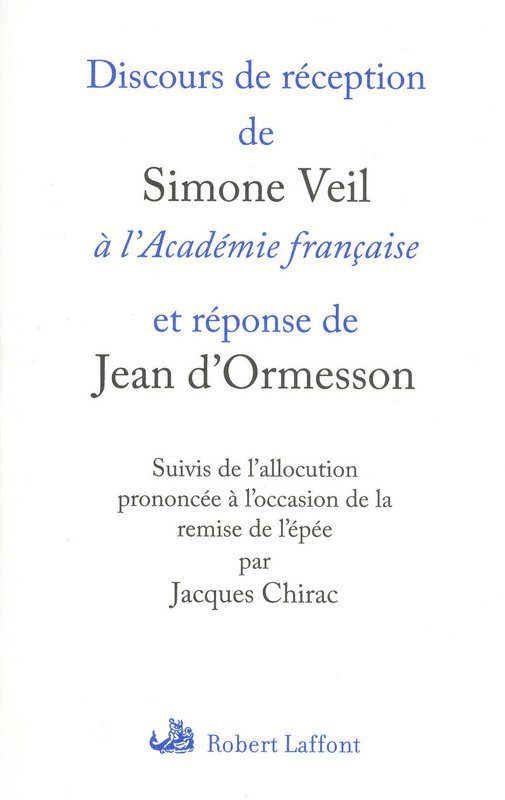 Discours de réception
de
Simone Veil
à l’Académie française
et réponse de
Jean d’Ormesson
Suivis de l’allocution
prononcée à l’occasion de la
remise de l’épée
par
Jacques Chirac
Robert Laffont